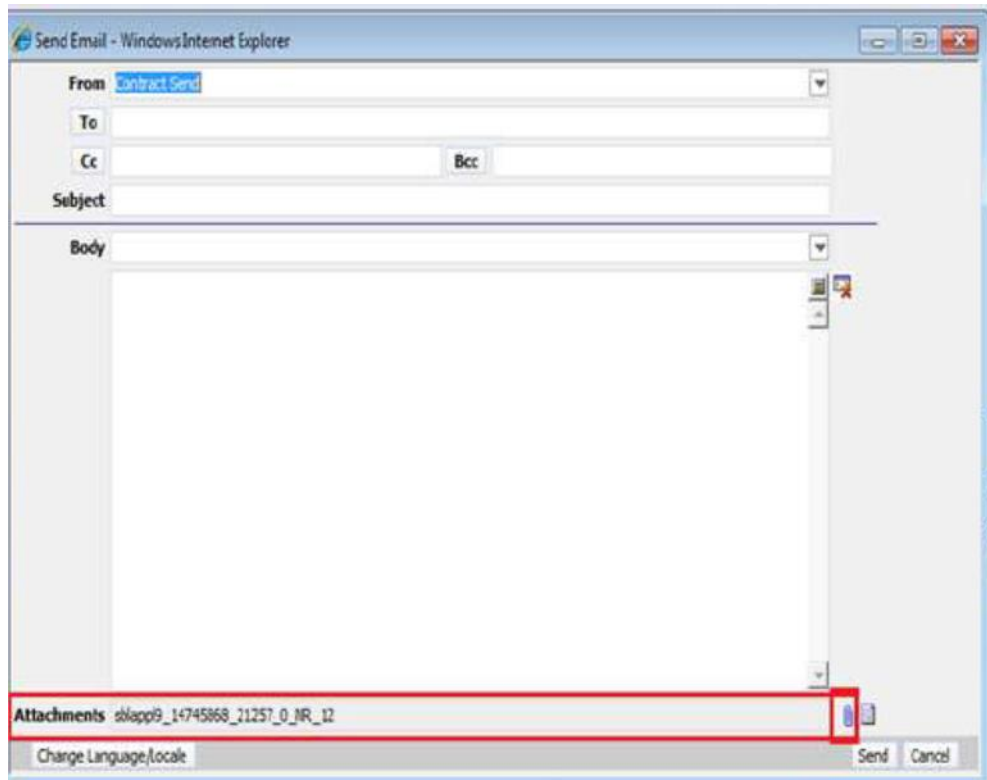 Send Email - Windows Internet Explorer
From Contract Send
To
Cc Bcc
Subject
Body
Attachments sblappl9_14745868_21257_0_NR_12
Change Language/Locale Send Cancel